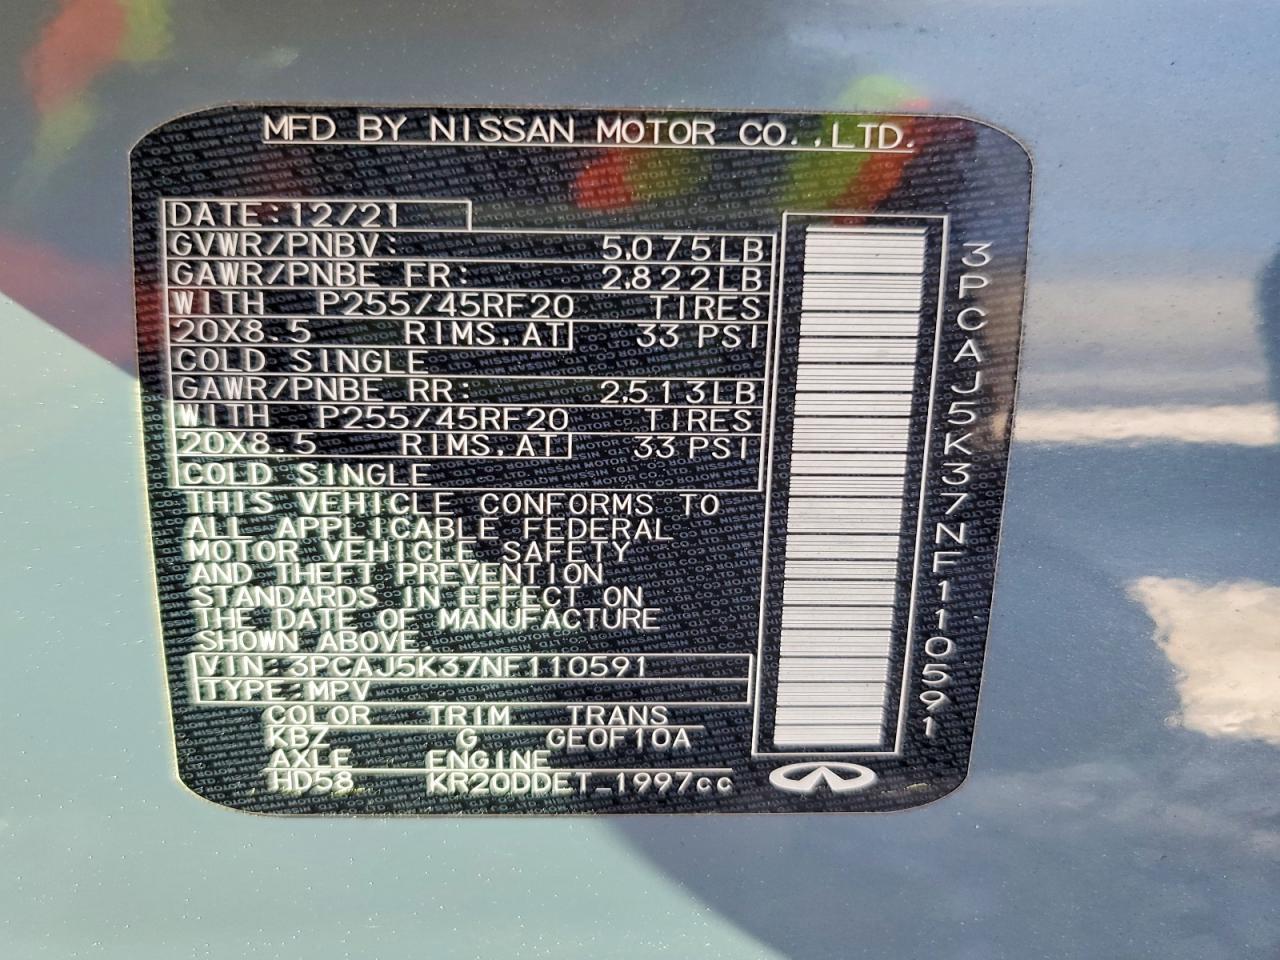 MFD BY NISSAN MOTOR CO.,LTD.
DATE:12/21
GVWR/PNBV: 5,075LB
GAWR/PNBE FR: 2,822LB
WITH P255/45RF20 TIRES
20X8.5 RIMS,AT 33 PSI
COLD SINGLE
GAWR/PNBE RR: 2,513LB
WITH P255/45RF20 TIRES
20X8.5 RIMS,AT 33 PSI
COLD SINGLE
THIS VEHICLE CONFORMS TO
ALL APPLICABLE FEDERAL
MOTOR VEHICLE SAFETY
AND THEFT PREVENTION
STANDARDS IN EFFECT ON
THE DATE OF MANUFACTURE
SHOWN ABOVE.
VIN:3PCAJ5K37NF110591
TYPE:MPV
COLOR TRIM TRANS
KBZ G GE0F10A
AXLE ENGINE
HD58 KR20DDET_1997cc
3PCAJ5K37NF110591